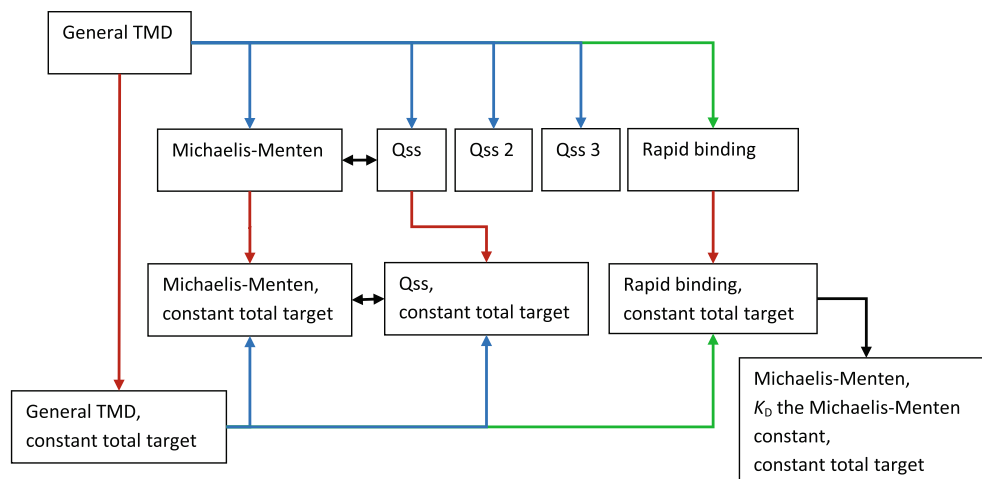 General TMD
Michaelis-Menten
Qss
Qss 2
Qss 3
Rapid binding
Michaelis-Menten,
constant total target
Qss,
constant total target
Rapid binding,
constant total target
General TMD,
constant total target
Michaelis-Menten,
KD the Michaelis-Menten
constant,
constant total target